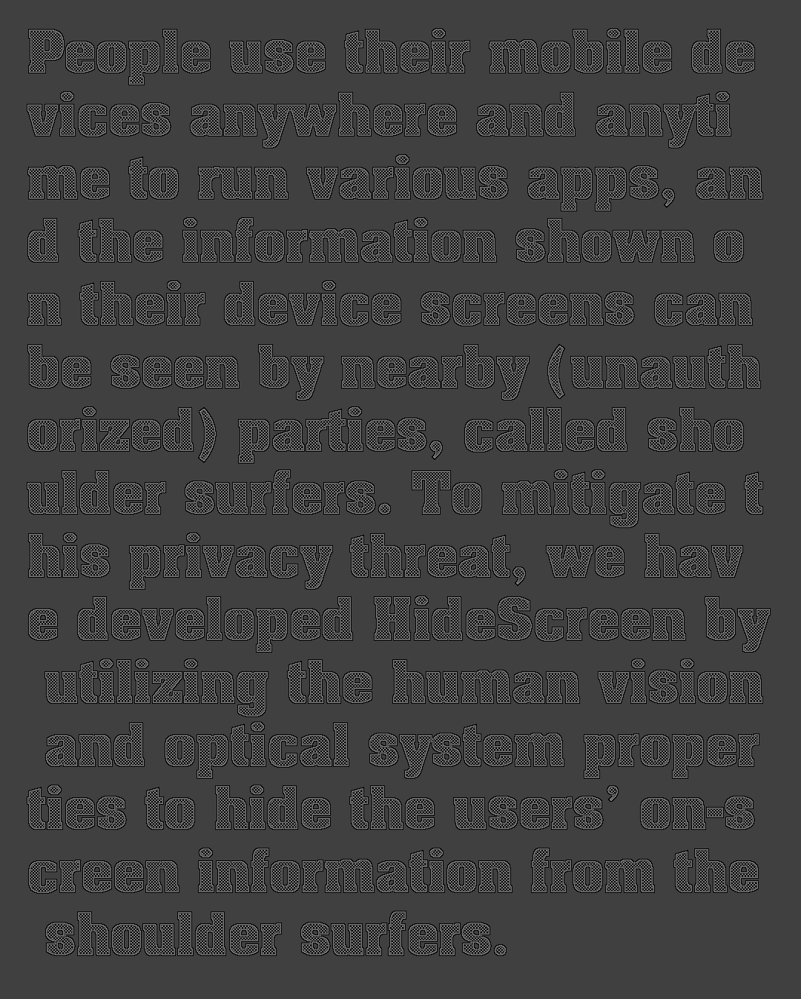 People use their mobile de
vices anywhere and anyti
me to run various apps, an
d the information shown o
n their device screens can
be seen by nearby (unauth
orized) parties, called sho
ulder surfers. To mitigate t
his privacy threat, we hav
e developed HideScreen by
utilizing the human vision
and optical system proper
ties to hide the users’ on-s
creen information from the
shoulder surfers.